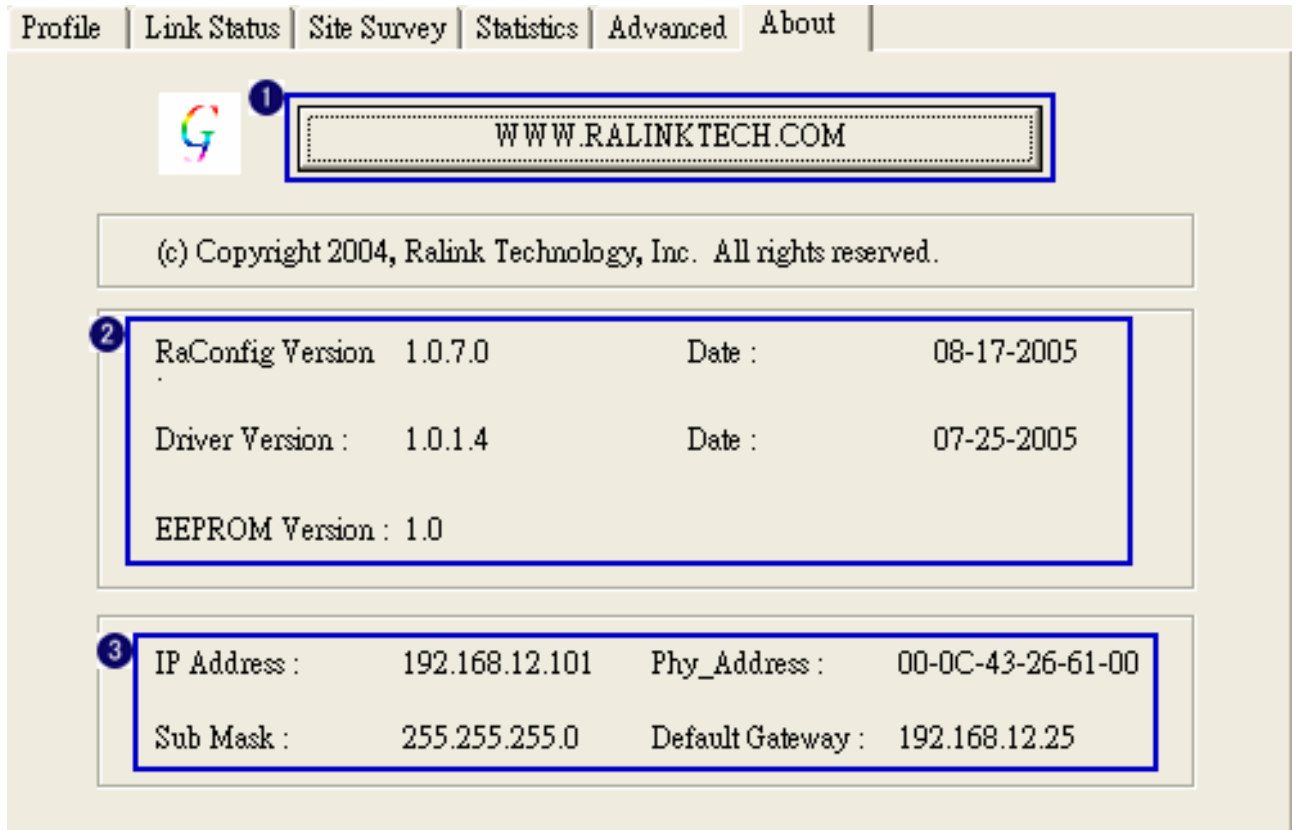 Profile Link Status Site Survey Statistics Advanced About
G
1
WWW.RALINKTECH.COM
(c) Copyright 2004, Ralink Technology, Inc. All rights reserved.
2
RaConfig Version : 1.0.7.0 Date : 08-17-2005
Driver Version : 1.0.1.4 Date : 07-25-2005
EEPROM Version : 1.0
3
IP Address : 192.168.12.101 Phy_Address : 00-0C-43-26-61-00
Sub Mask : 255.255.255.0 Default Gateway : 192.168.12.25